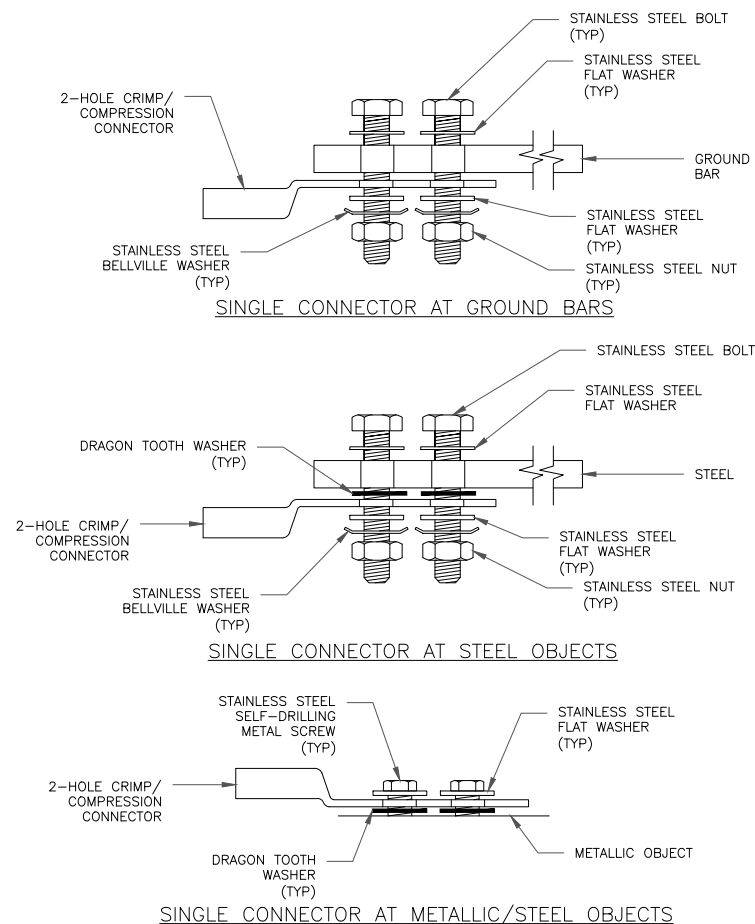 STAINLESS STEEL BOLT
(TYP)
STAINLESS STEEL
FLAT WASHER
(TYP)
2-HOLE CRIMP/
COMPRESSION
CONNECTOR
GROUND
BAR
STAINLESS STEEL
FLAT WASHER
(TYP)
STAINLESS STEEL
BELLVILLE WASHER
(TYP)
STAINLESS STEEL NUT
(TYP)
SINGLE CONNECTOR AT GROUND BARS
STAINLESS STEEL BOLT
STAINLESS STEEL
FLAT WASHER
DRAGON TOOTH WASHER
(TYP)
STEEL
2-HOLE CRIMP/
COMPRESSION
CONNECTOR
STAINLESS STEEL
FLAT WASHER
(TYP)
STAINLESS STEEL
BELLVILLE WASHER
(TYP)
STAINLESS STEEL NUT
(TYP)
SINGLE CONNECTOR AT STEEL OBJECTS
STAINLESS STEEL
SELF-DRILLING
METAL SCREW
(TYP)
STAINLESS STEEL
FLAT WASHER
(TYP)
2-HOLE CRIMP/
COMPRESSION
CONNECTOR
DRAGON TOOTH
WASHER
(TYP)
METALLIC OBJECT
SINGLE CONNECTOR AT METALLIC/STEEL OBJECTS